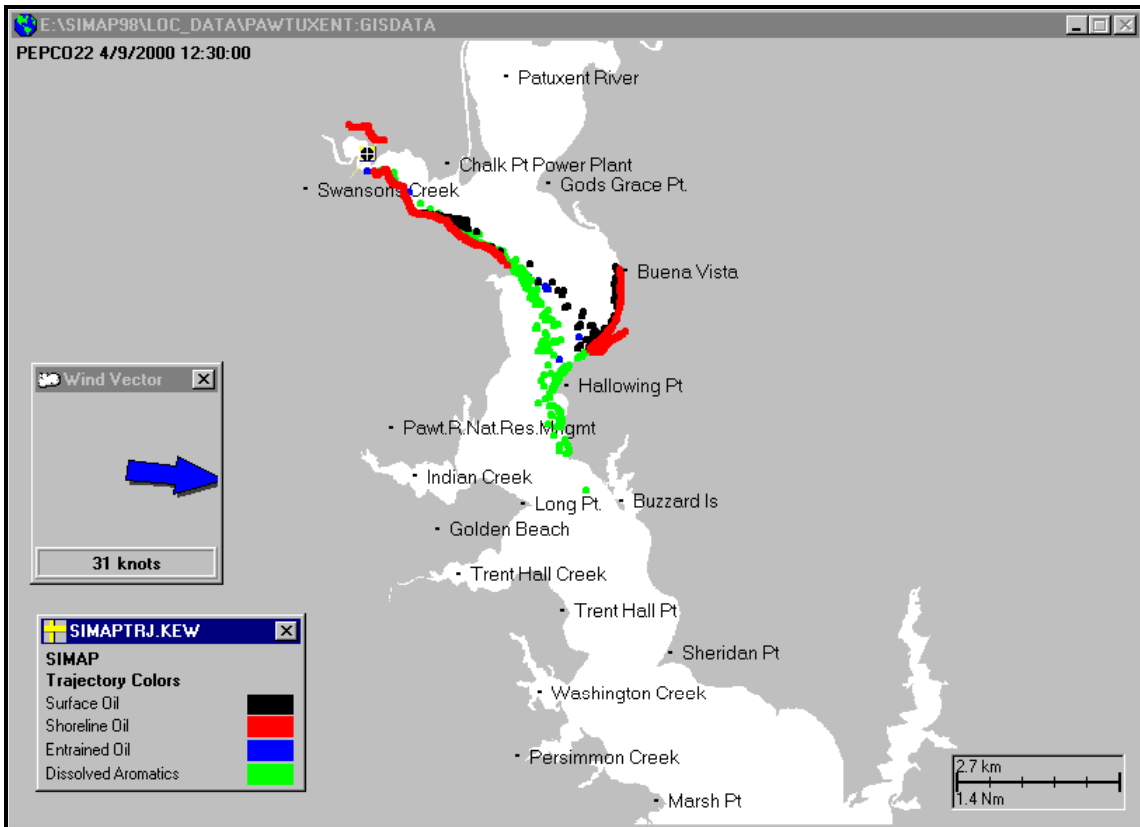 E:\SIMAP98\LOC_DATA\PAWTUXENT:GISDATA
PEPCO22 4/9/2000 12:30:00
Patuxent River
Chalk Pt Power Plant
Swansons Creek
Gods Grace Pt.
Buena Vista
Wind Vector
31 knots
Hallowing Pt
Pawt.R.Nat.Res.Mngmt
Indian Creek
Long Pt.
Buzzard Is
Golden Beach
Trent Hall Creek
Trent Hall Pt
SIMAPTRJ.KEW
SIMAP
Trajectory Colors
Surface Oil
Shoreline Oil
Entrained Oil
Dissolved Aromatics
Sheridan Pt
Washington Creek
Persimmon Creek
Marsh Pt
2.7 km
1.4 Nm